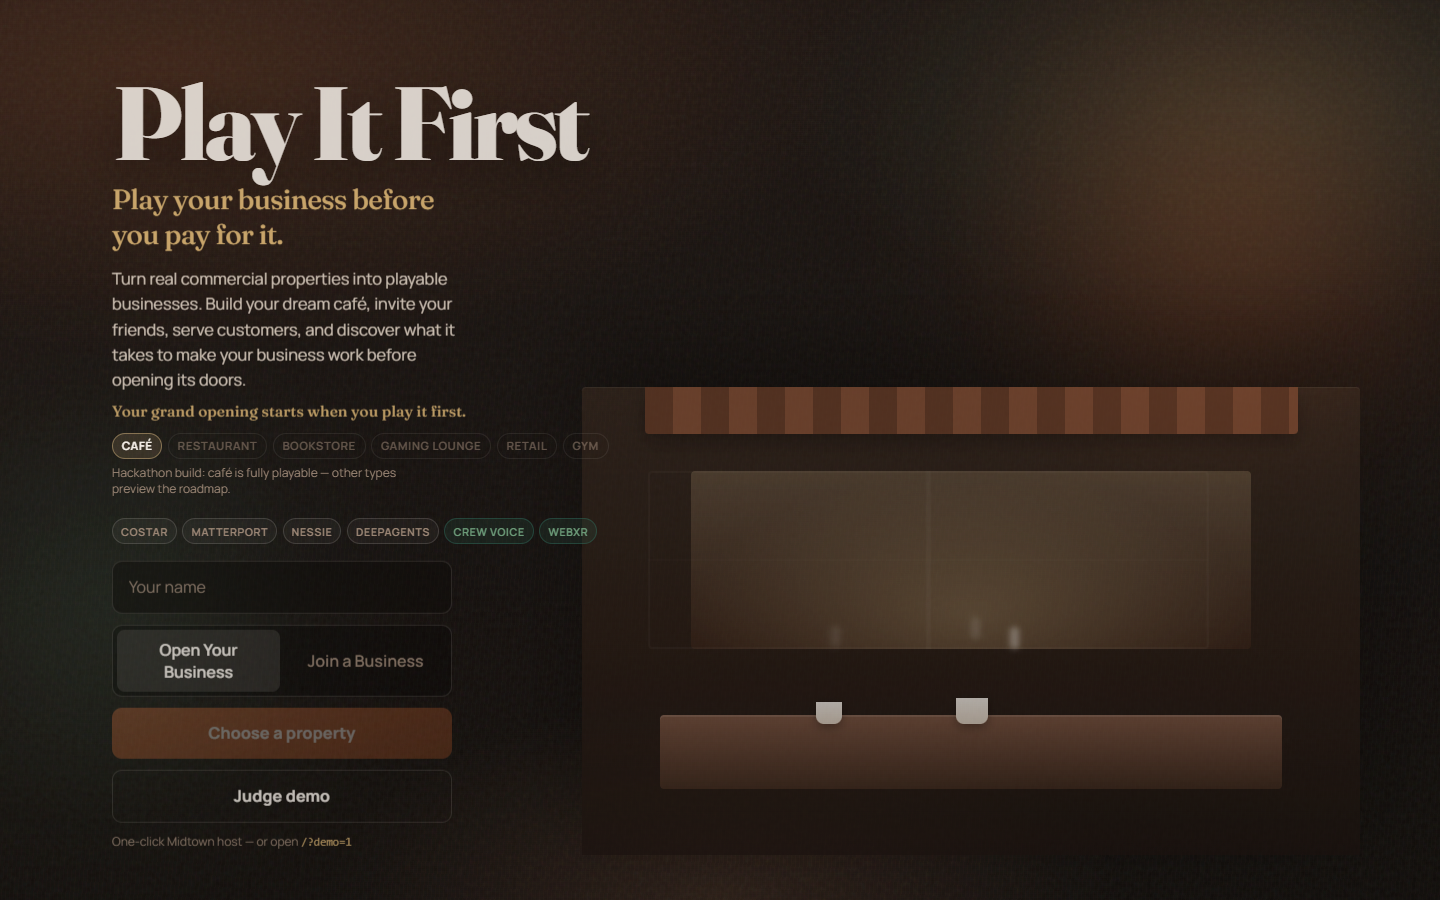 Play It First
Play your business before
you pay for it.
Turn real commercial properties into playable
businesses. Build your dream café, invite your
friends, serve customers, and discover what it
takes to make your business work before
opening its doors.
Your grand opening starts when you play it first.
CAFÉ RESTAURANT BOOKSTORE GAMING LOUNGE RETAIL GYM
Hackathon build: café is fully playable — other types
preview the roadmap.
COSTAR MATTERPORT NESSIE DEEPAGENTS CREW VOICE WEBXR
Your name
Open Your
Business
Join a Business
Choose a property
Judge demo
One-click Midtown host — or open /?demo=1